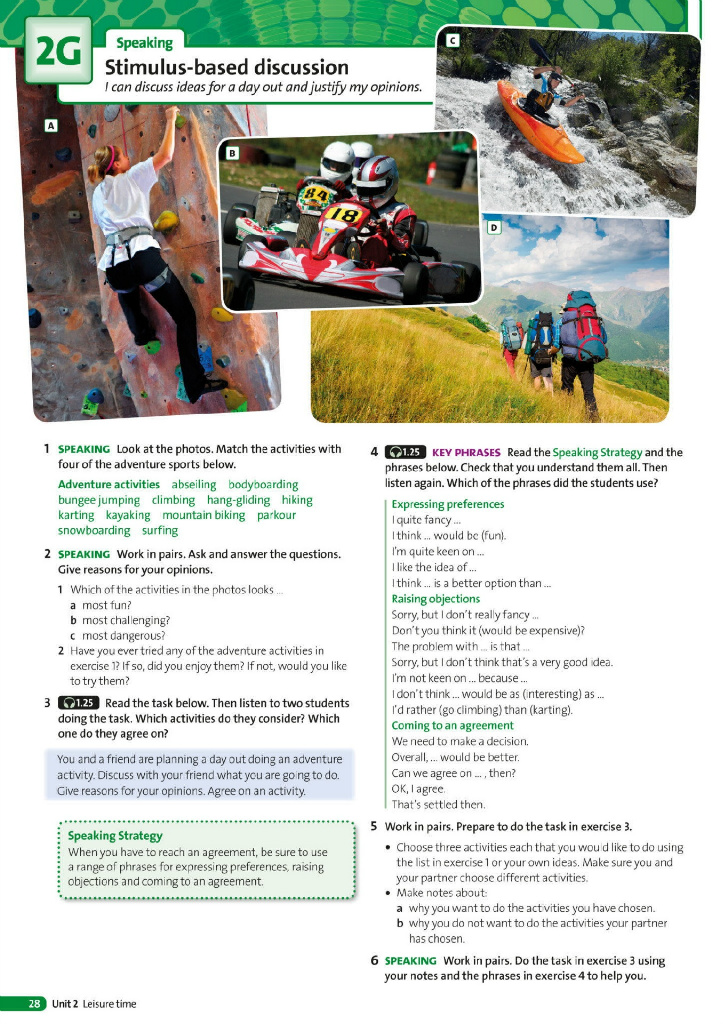 2G
Speaking
Stimulus-based discussion
I can discuss ideas for a day out and justify my opinions.
A
B
C
D
84
18
1 SPEAKING Look at the photos. Match the activities with
four of the adventure sports below.
Adventure activities abseiling bodyboarding
bungee jumping climbing hang-gliding hiking
karting kayaking mountain biking parkour
snowboarding surfing
2 SPEAKING Work in pairs. Ask and answer the questions.
Give reasons for your opinions.
1 Which of the activities in the photos looks ...
a most fun?
b most challenging?
c most dangerous?
2 Have you ever tried any of the adventure activities in
exercise 1? If so, did you enjoy them? If not, would you like
to try them?
3 1.25 Read the task below. Then listen to two students
doing the task. Which activities do they consider? Which
one do they agree on?
You and a friend are planning a day out doing an adventure
activity. Discuss with your friend what you are going to do.
Give reasons for your opinions. Agree on an activity.
Speaking Strategy
When you have to reach an agreement, be sure to use
a range of phrases for expressing preferences, raising
objections and coming to an agreement.
4 1.25 KEY PHRASES Read the Speaking Strategy and the
phrases below. Check that you understand them all. Then
listen again. Which of the phrases did the students use?
Expressing preferences
I quite fancy ...
I think ... would be (fun).
I'm quite keen on ...
I like the idea of ...
I think ... is a better option than ...
Raising objections
Sorry, but I don't really fancy ...
Don't you think it (would be expensive)?
The problem with ... is that ...
Sorry, but I don't think that's a very good idea.
I'm not keen on ... because ...
I don't think ... would be as (interesting) as ...
I'd rather (go climbing) than (karting).
Coming to an agreement
We need to make a decision.
Overall, ... would be better.
Can we agree on ... , then?
OK, I agree.
That's settled then.
5 Work in pairs. Prepare to do the task in exercise 3.
• Choose three activities each that you would like to do using
the list in exercise 1 or your own ideas. Make sure you and
your partner choose different activities.
• Make notes about:
a why you want to do the activities you have chosen.
b why you do not want to do the activities your partner
has chosen.
6 SPEAKING Work in pairs. Do the task in exercise 3 using
your notes and the phrases in exercise 4 to help you.
28 Unit 2 Leisure time